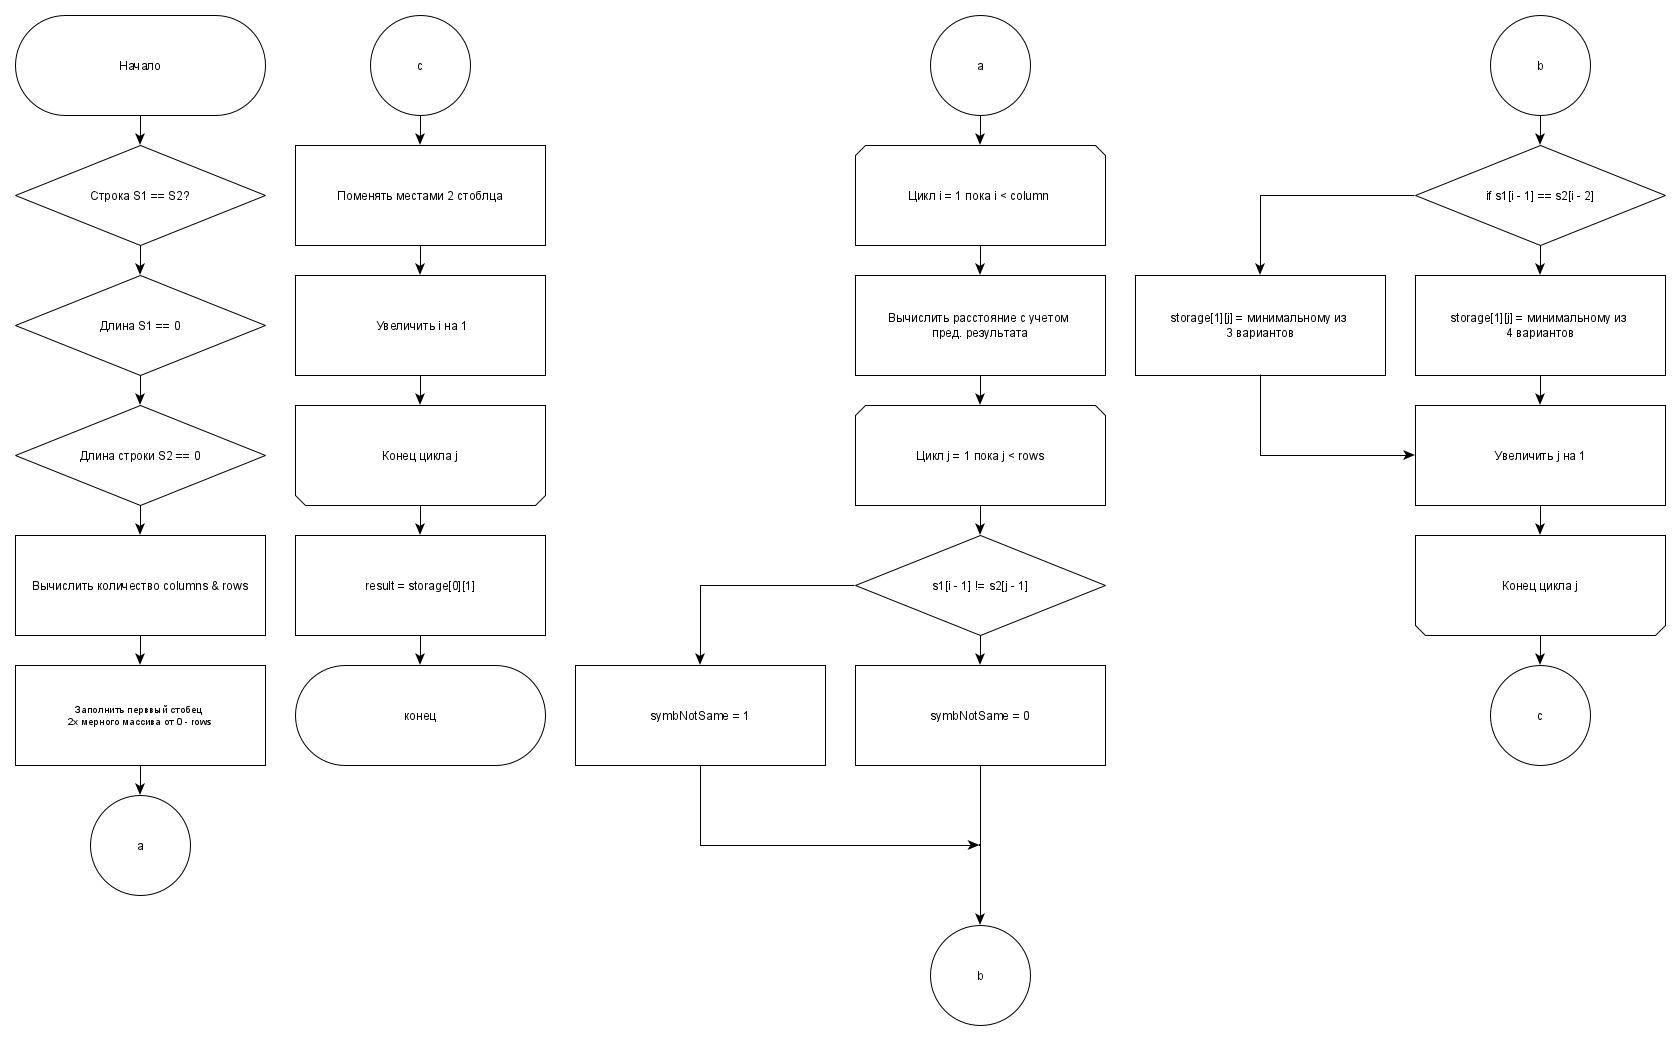 Начало
Строка S1 == S2?
Длина S1 == 0
Длина строки S2 == 0
Вычислить количество columns & rows
Заполнить перввый стобец
2х мерного массива от 0 - rows
a
c
Поменять местами 2 стоблца
Увеличить i на 1
Конец цикла j
result = storage[0][1]
конец
a
Цикл i = 1 пока i < column
Вычислить расстояние с учетом
пред. результата
Цикл j = 1 пока j < rows
s1[i - 1] != s2[j - 1]
symbNotSame = 1
symbNotSame = 0
b
b
if s1[i - 1] == s2[i - 2]
storage[1][j] = минимальному из
3 вариантов
storage[1][j] = минимальному из
4 вариантов
Увеличить j на 1
Конец цикла j
c